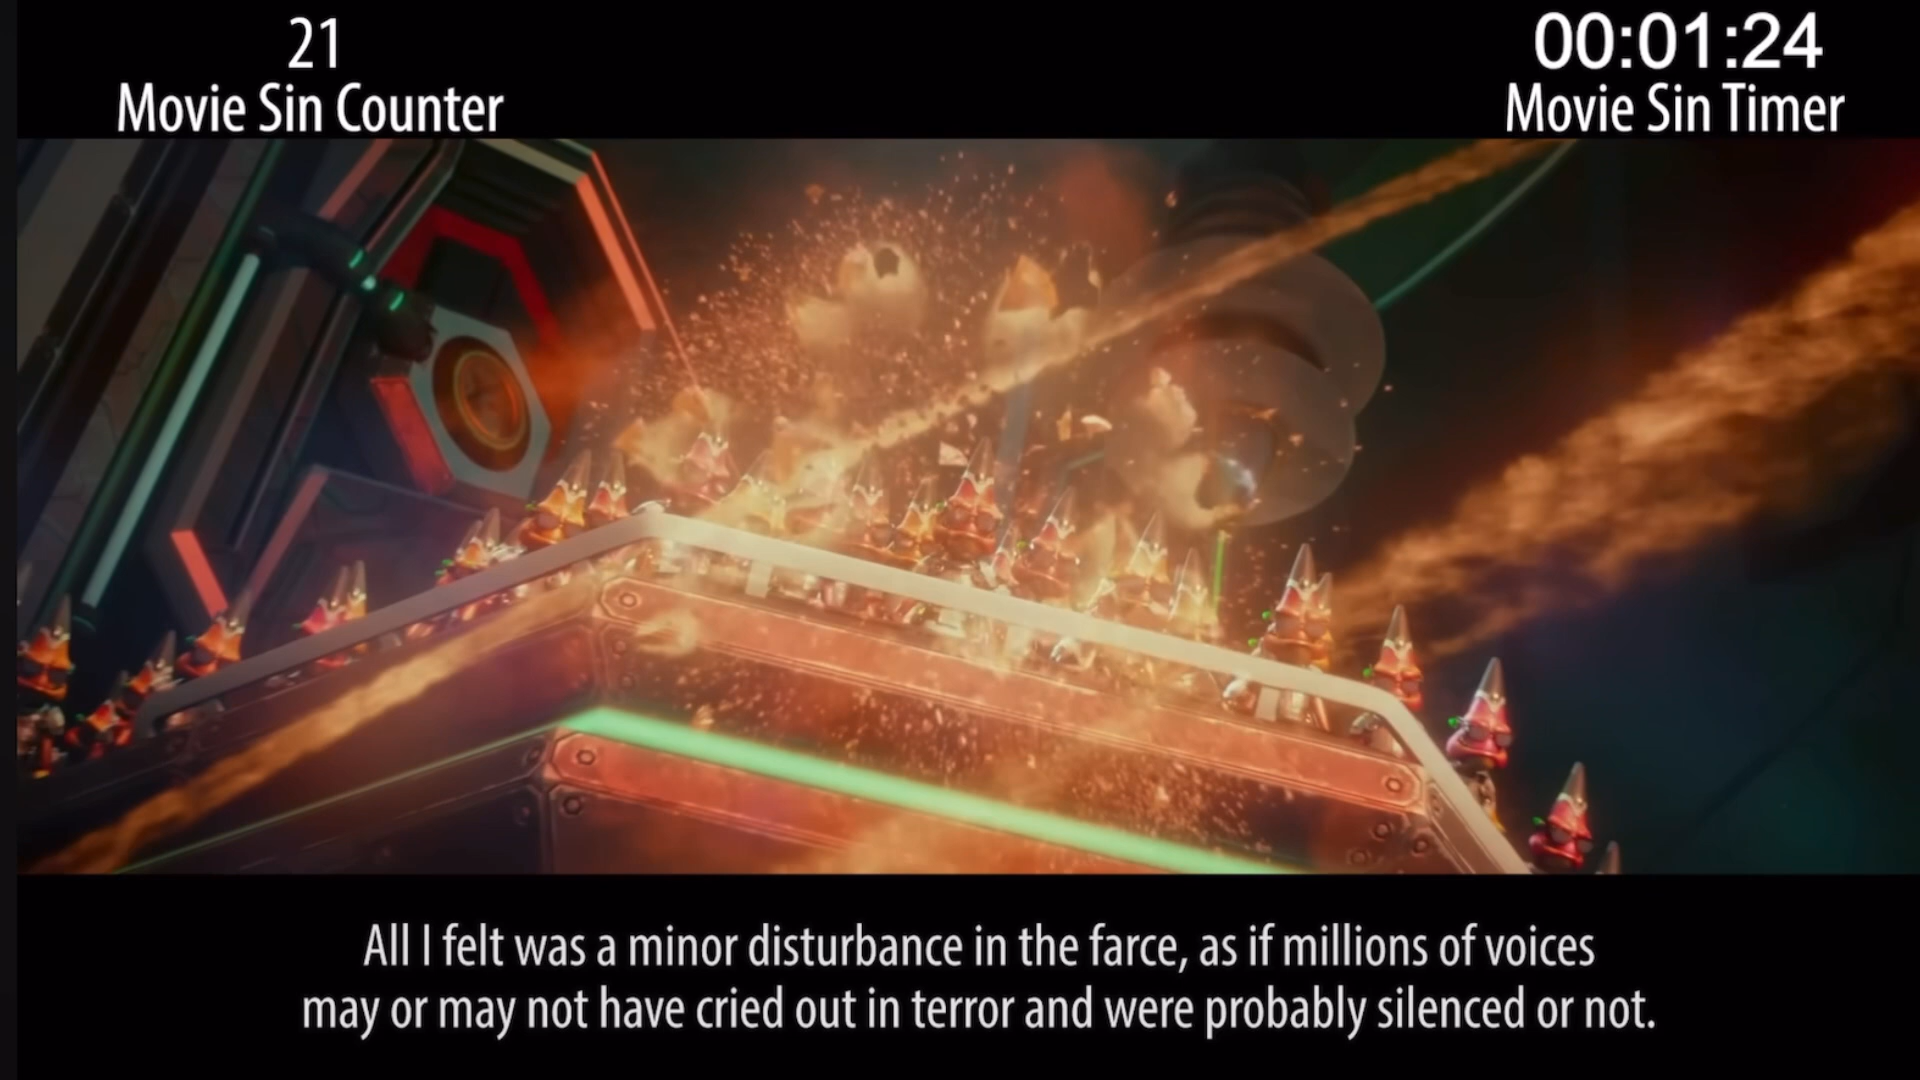 21
Movie Sin Counter
00:01:24
Movie Sin Timer
All I felt was a minor disturbance in the farce, as if millions of voices
may or may not have cried out in terror and were probably silenced or not.